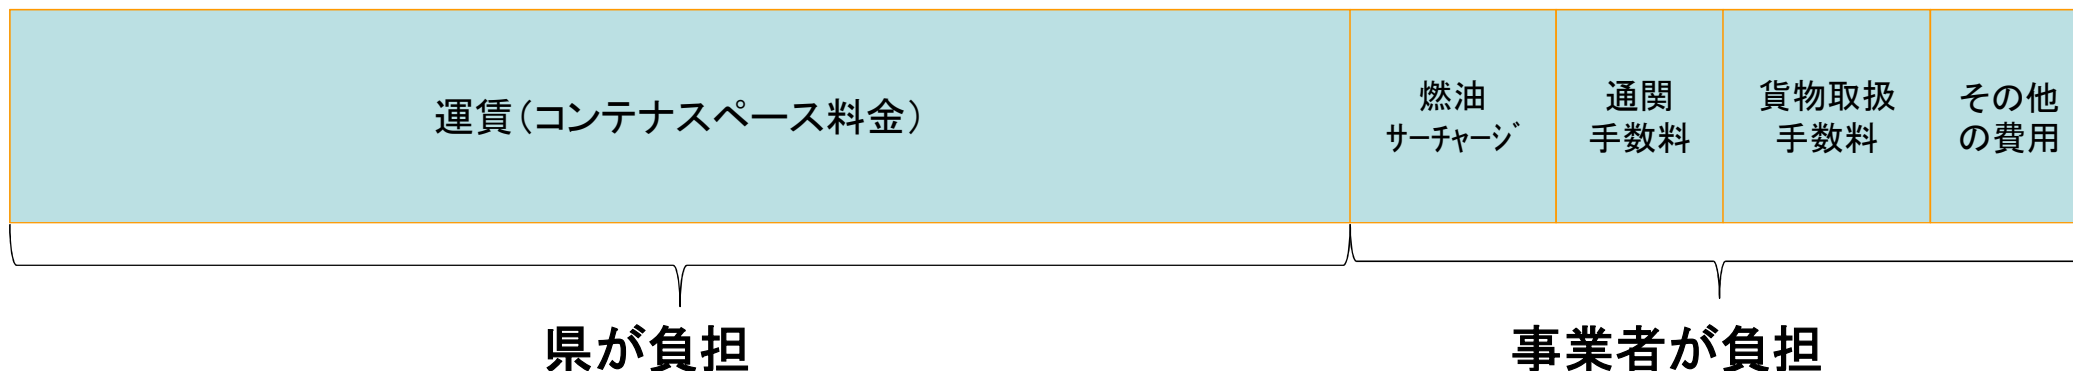 運賃（コンテナスペース料金）
燃油
ｻｰﾁｬｰｼﾞ
通関
手数料
貨物取扱
手数料
その他
の費用
県が負担
事業者が負担